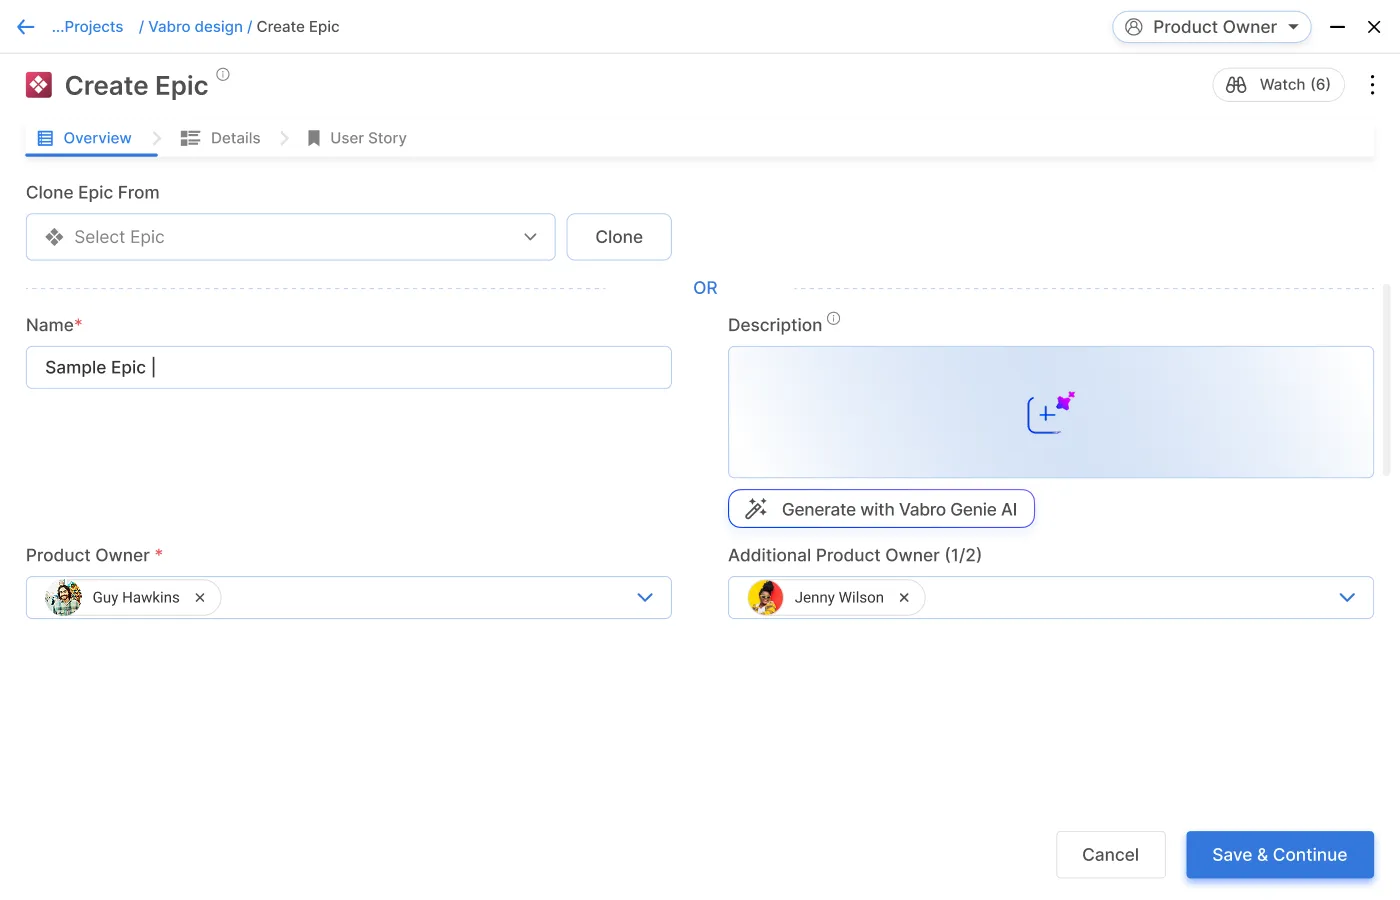 ...Projects / Vabro design / Create Epic
Product Owner
Create Epic
Watch (6)
Overview
Details
User Story
Clone Epic From
Select Epic
Clone
OR
Name*
Sample Epic
Description
Generate with Vabro Genie AI
Product Owner *
Guy Hawkins
Additional Product Owner (1/2)
Jenny Wilson
Cancel
Save & Continue